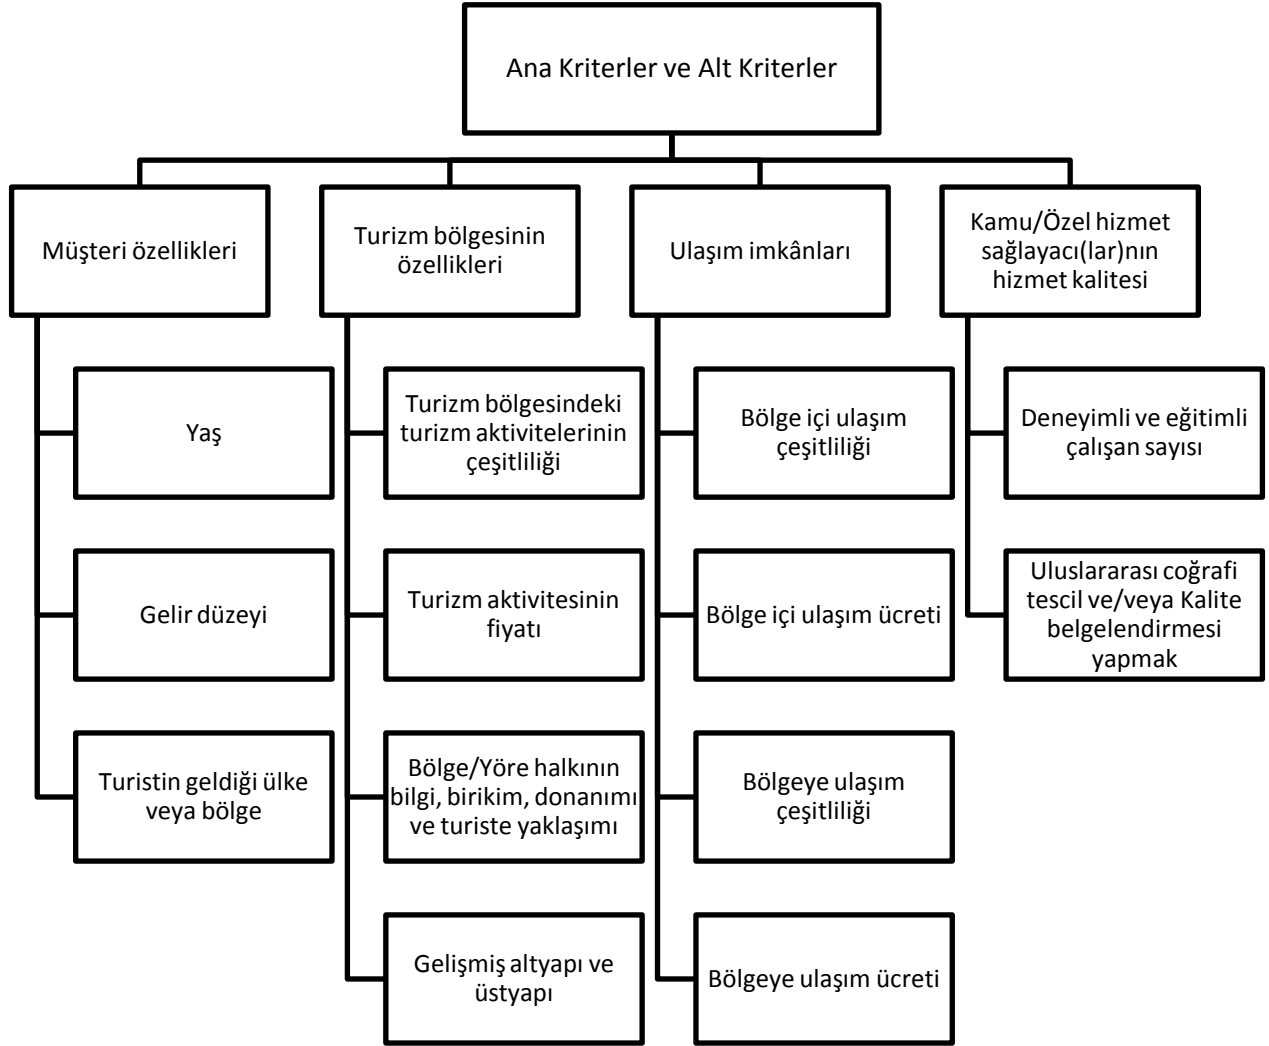 Ana Kriterler ve Alt Kriterler
Müşteri özellikleri
Turizm bölgesinin
özellikleri
Ulaşım imkânları
Kamu/Özel hizmet
sağlayacı(lar)nın
hizmet kalitesi
Yaş
Gelir düzeyi
Turistin geldiği ülke
veya bölge
Turizm bölgesindeki
turizm aktivitelerinin
çeşitliliği
Turizm aktivitesinin
fiyatı
Bölge/Yöre halkının
bilgi, birikim, donanımı
ve turiste yaklaşımı
Gelişmiş altyapı ve
üstyapı
Bölge içi ulaşım
çeşitliliği
Bölge içi ulaşım ücreti
Bölgeye ulaşım
çeşitliliği
Bölgeye ulaşım ücreti
Deneyimli ve eğitimli
çalışan sayısı
Uluslararası coğrafi
tescil ve/veya Kalite
belgelendirmesi
yapmak